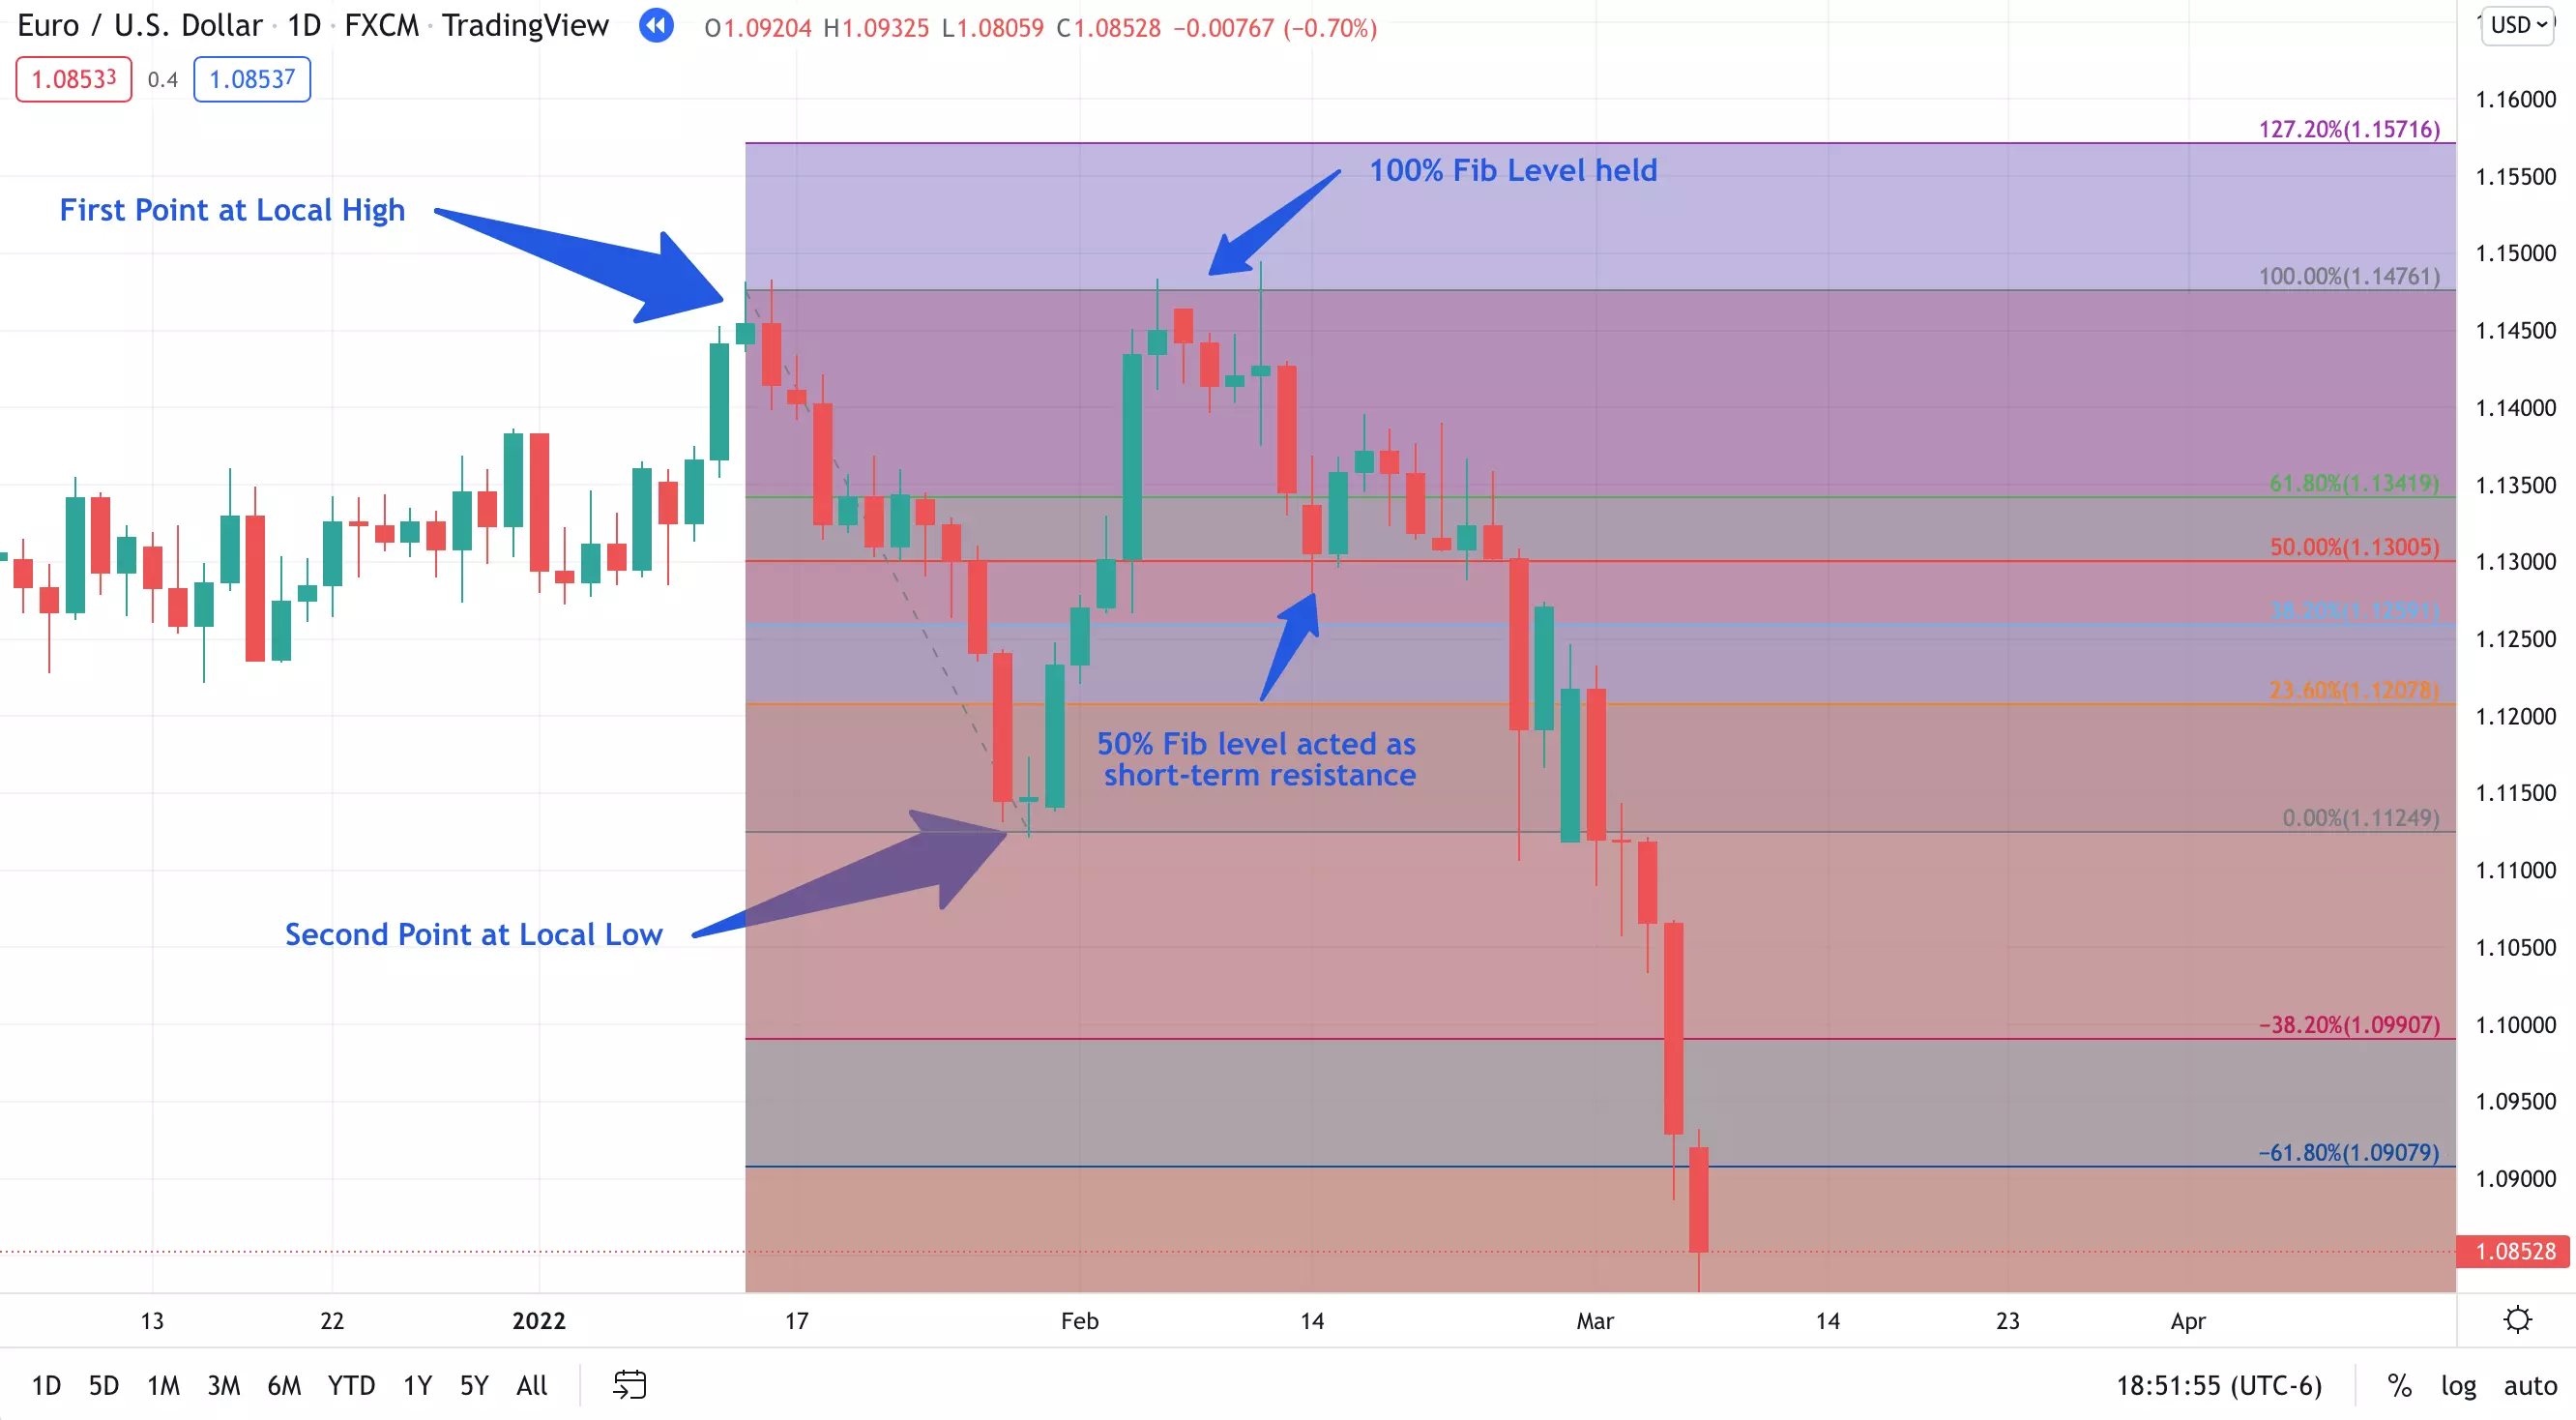 Euro / U.S. Dollar · 1D · FXCM · TradingView O1.09204 H1.09325 L1.08059 C1.08528 −0.00767 (−0.70%)
USD
1.08533 0.4 1.08537
1.16000
127.20%(1.15716)
100% Fib Level held
1.15500
First Point at Local High
1.15000
100.00%(1.14761)
1.14500
1.14000
61.80%(1.13419)
1.13500
50.00%(1.13005)
1.13000
38.20%(1.12591)
1.12500
23.60%(1.12078)
1.12000
50% Fib level acted as
short-term resistance
1.11500
0.00%(1.11249)
1.11000
Second Point at Local Low
1.10500
−38.20%(1.09907)
1.10000
1.09500
−61.80%(1.09079)
1.09000
1.08528
13 22 2022 17 Feb 14 Mar 14 23 Apr
1D 5D 1M 3M 6M YTD 1Y 5Y All 18:51:55 (UTC-6) % log auto